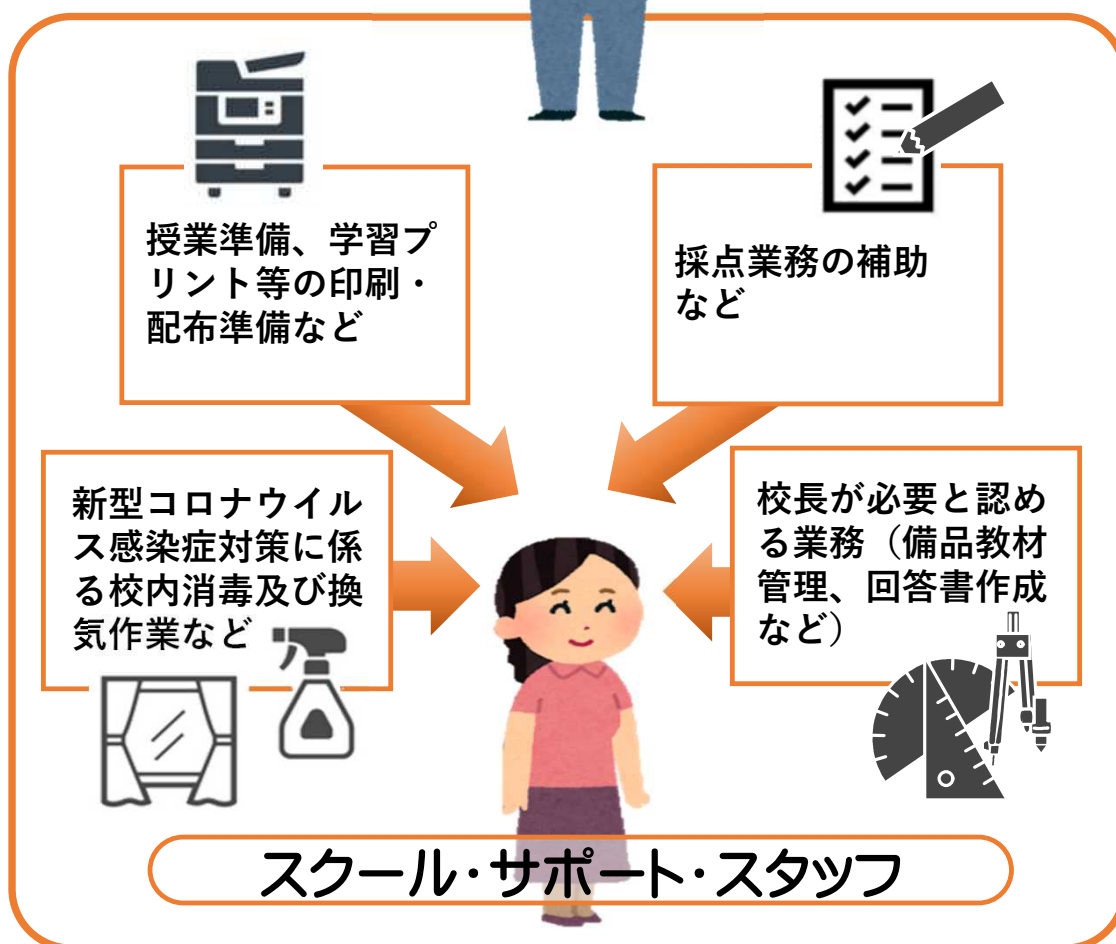 授業準備、学習プ
リント等の印刷・
配布準備など
採点業務の補助
など
新型コロナウイル
ス感染症対策に係
る校内消毒及び換
気作業など
校長が必要と認め
る業務（備品教材
管理、回答書作成
など）
スクール・サポート・スタッフ